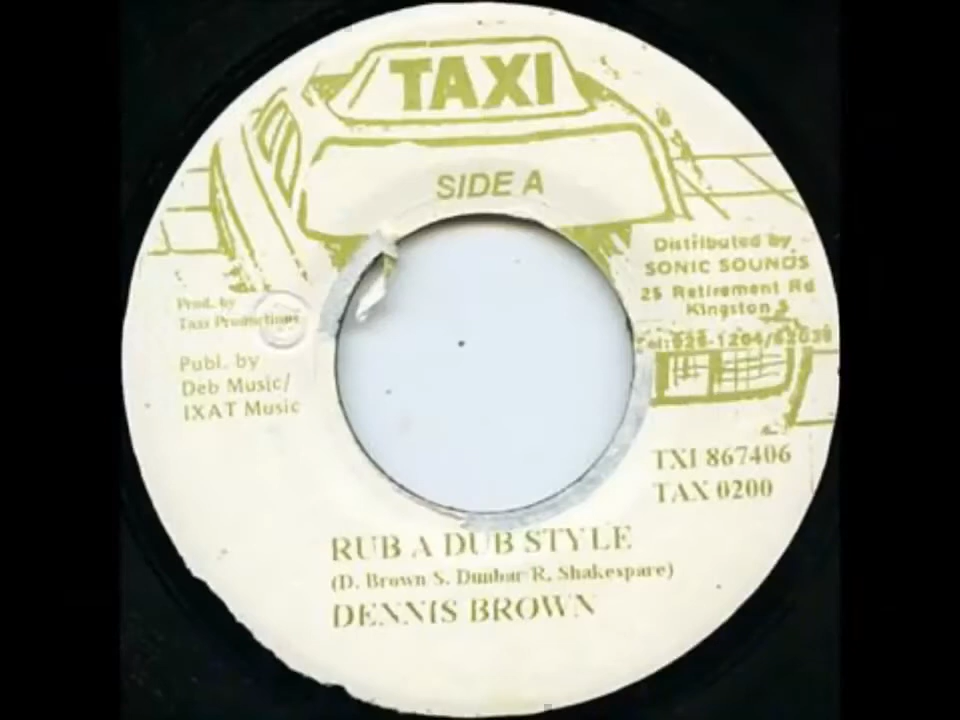 TAXI
SIDE A
Distributed by
SONIC SOUNDS
25 Retirement Rd
Kingston 5
Prod. by
Taxi Productions
Publ. by
Deb Music/
IXAT Music
TXI 867406
TAX 0200
RUB A DUB STYLE
(D. Brown S. Dunbar R. Shakespare)
DENNIS BROWN